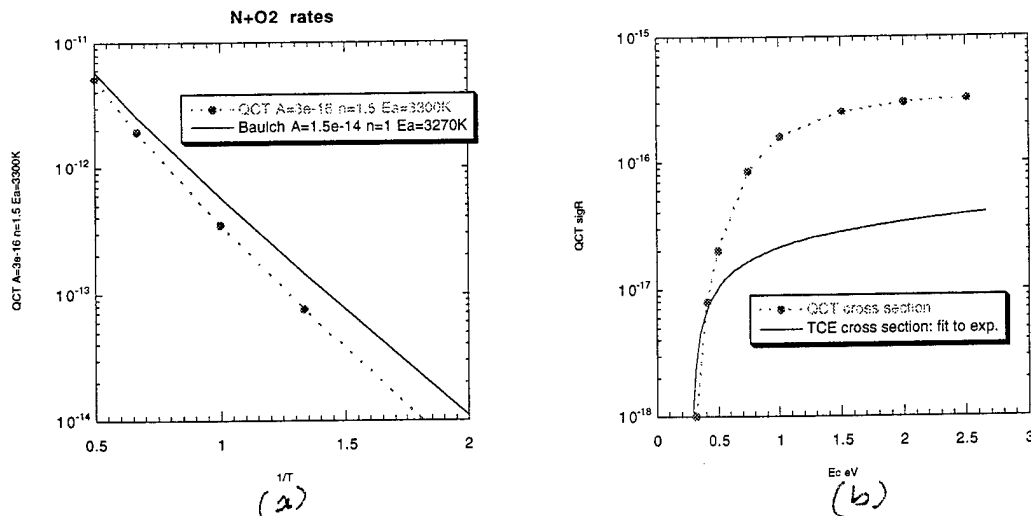 N+O2 rates
10^-11
10^-12
10^-13
10^-14
QCT A=3e-16 n=1.5 Ea=3300K
QCT A=3e-16 n=1.5 Ea=3300K
Baulch A=1.5e-14 n=1 Ea=3270K
0.5
1
1.5
2
1/T
(a)
10^-15
10^-16
10^-17
10^-18
QCT sigR
QCT cross section
TCE cross section: fit to exp.
0
0.5
1
1.5
2
2.5
3
Ec eV
(b)